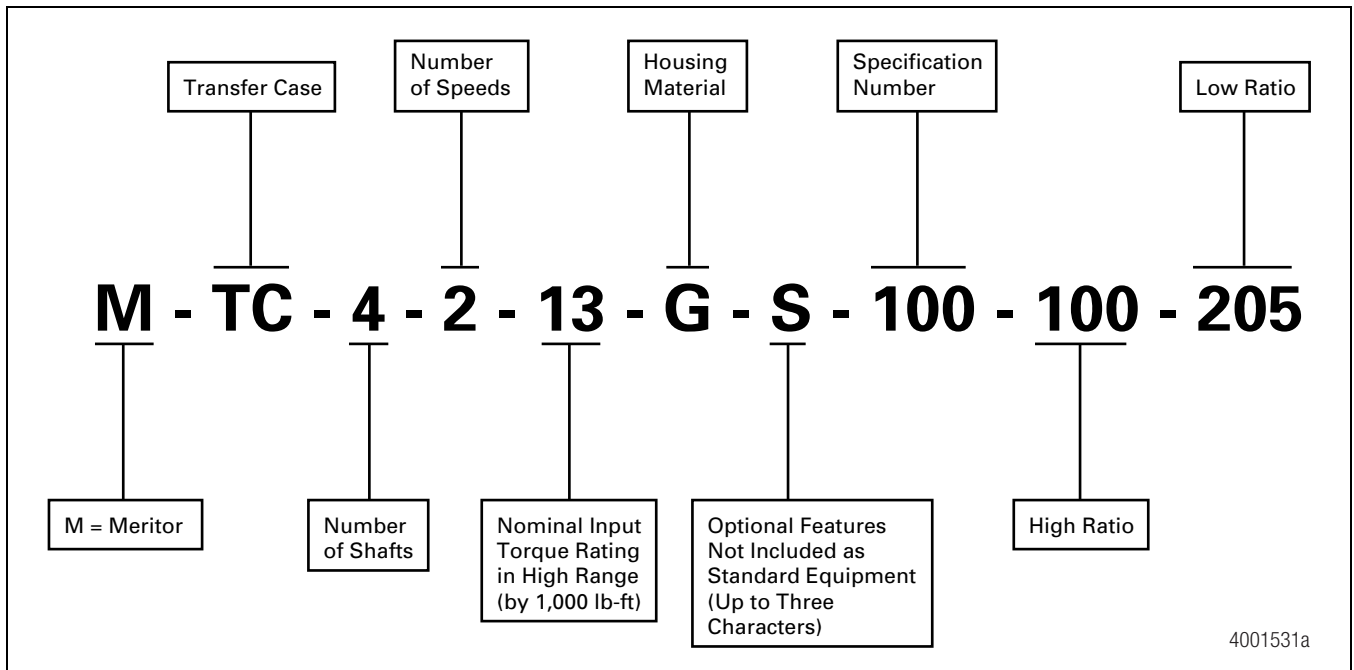 Transfer Case
Number
of Speeds
Housing
Material
Specification
Number
Low Ratio
M - TC - 4 - 2 - 13 - G - S - 100 - 100 - 205
M = Meritor
Number
of Shafts
Nominal Input
Torque Rating
in High Range
(by 1,000 lb-ft)
Optional Features
Not Included as
Standard Equipment
(Up to Three
Characters)
High Ratio
4001531a